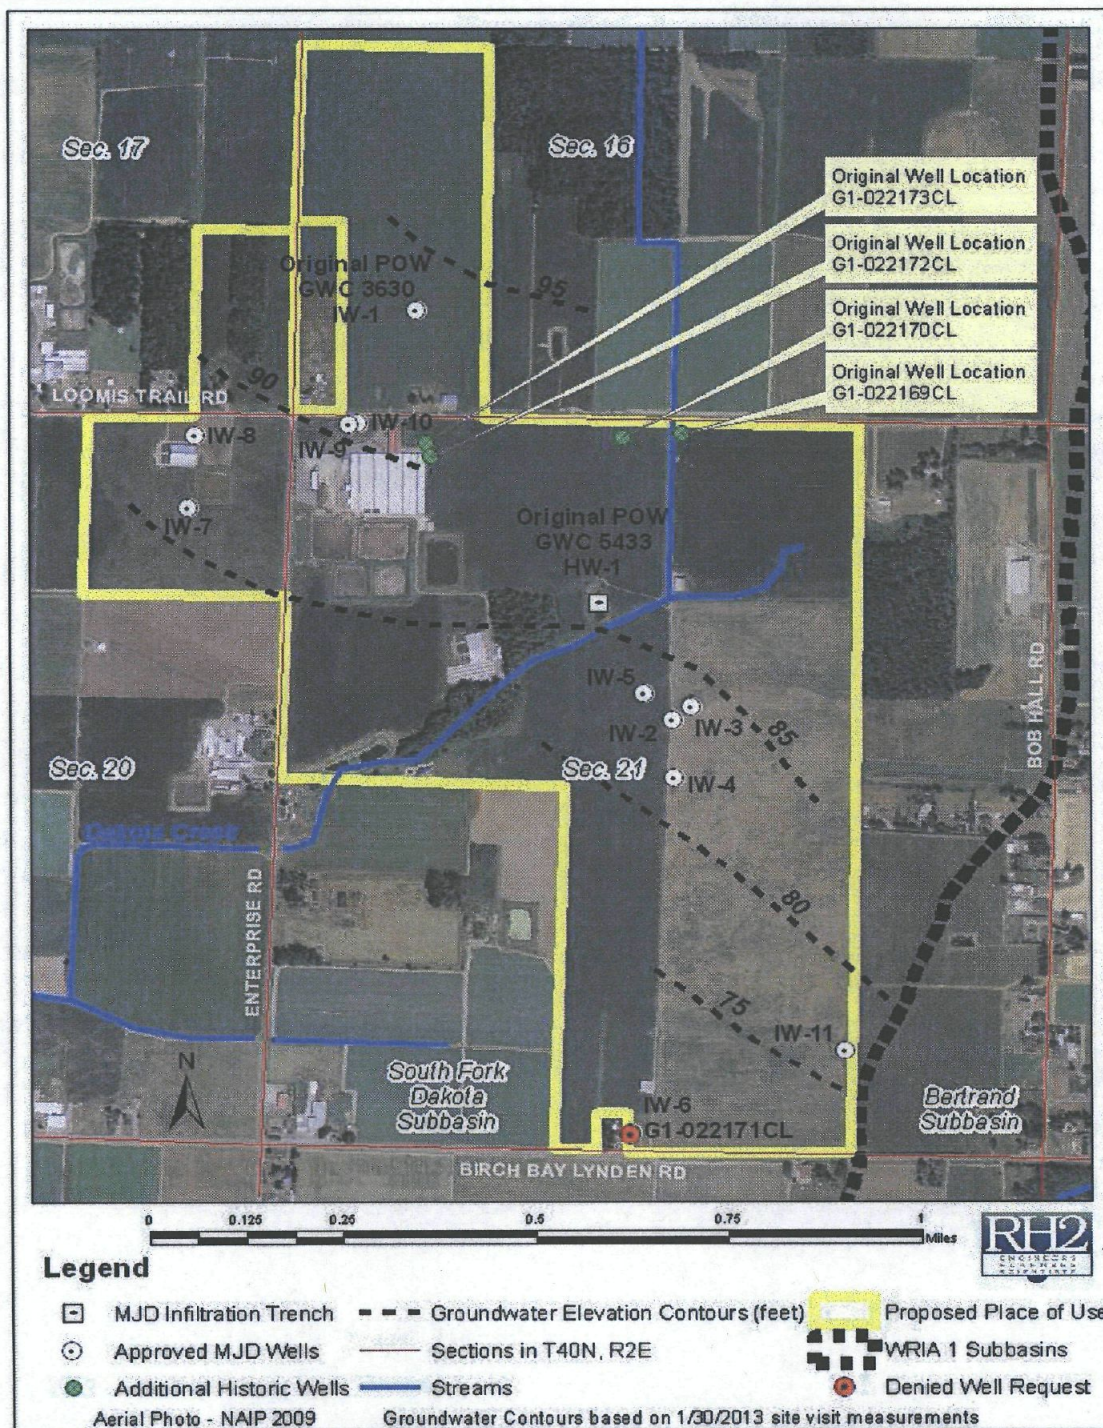 Sec. 17
Sec. 16
Original Well Location
G1-022173CL
Original Well Location
G1-022172CL
Original Well Location
G1-022170CL
Original Well Location
G1-022169CL
95
Original POW
GWC 3630
IW-1
90
LOOMIS TRAIL RD
IW-8
IW-10
IW-9
IW-7
Original POW
GWC 5433
HW-1
IW-5
IW-2
IW-3
85
BOB HALL RD
Sec. 20
Sec. 21
IW-4
Dakota Creek
80
ENTERPRISE RD
75
IW-11
N
South Fork
Dakota
Subbasin
Bertrand
Subbasin
IW-6
G1-022171CL
BIRCH BAY LYNDEN RD
0 0.125 0.25 0.5 0.75 1
Miles
RH2
ENGINEERS
PLANNERS
SCIENTISTS
Legend
MJD Infiltration Trench
Groundwater Elevation Contours (feet)
Proposed Place of Use
Approved MJD Wells
Sections in T40N, R2E
WRIA 1 Subbasins
Additional Historic Wells
Streams
Denied Well Request
Aerial Photo - NAIP 2009
Groundwater Contours based on 1/30/2013 site visit measurements